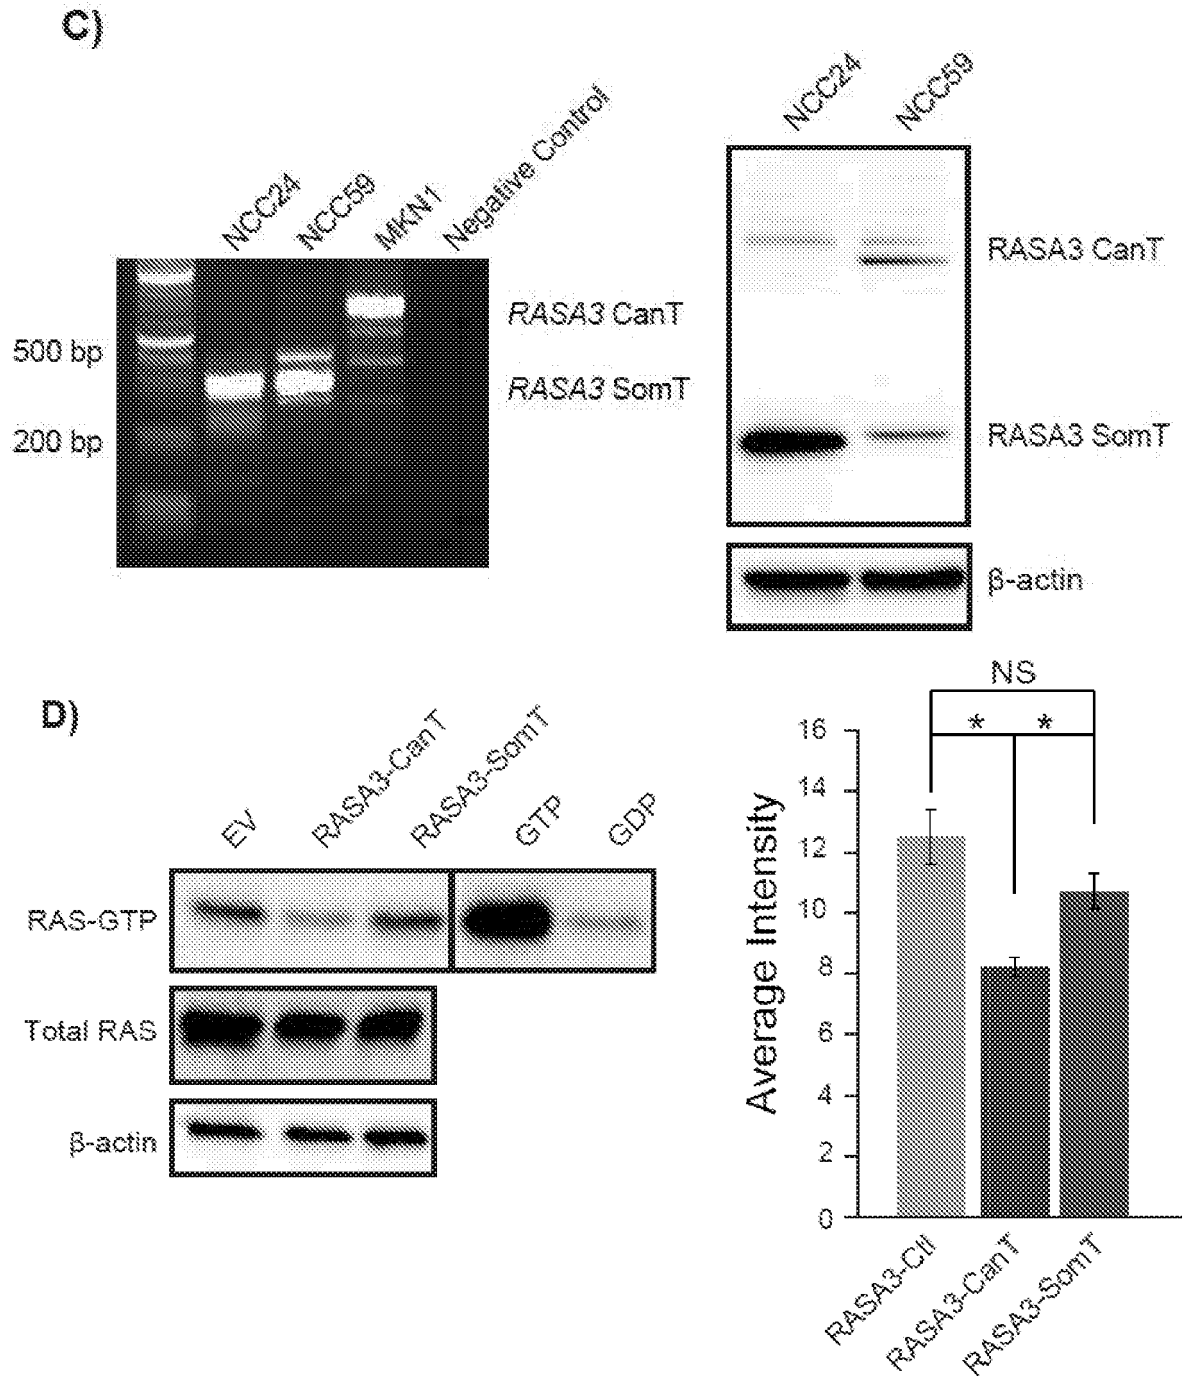 C)
NCC24
NCC59
MKN1
Negative Control
500 bp
200 bp
RASA3 CanT
RASA3 SomT
NCC24
NCC59
RASA3 CanT
RASA3 SomT
β-actin
D)
EV
RASA3-CanT
RASA3-SomT
GTP
GDP
RAS-GTP
Total RAS
β-actin
NS
* *
Average Intensity
16
14
12
10
8
6
4
2
0
RASA3-Ctl
RASA3-CanT
RASA3-SomT